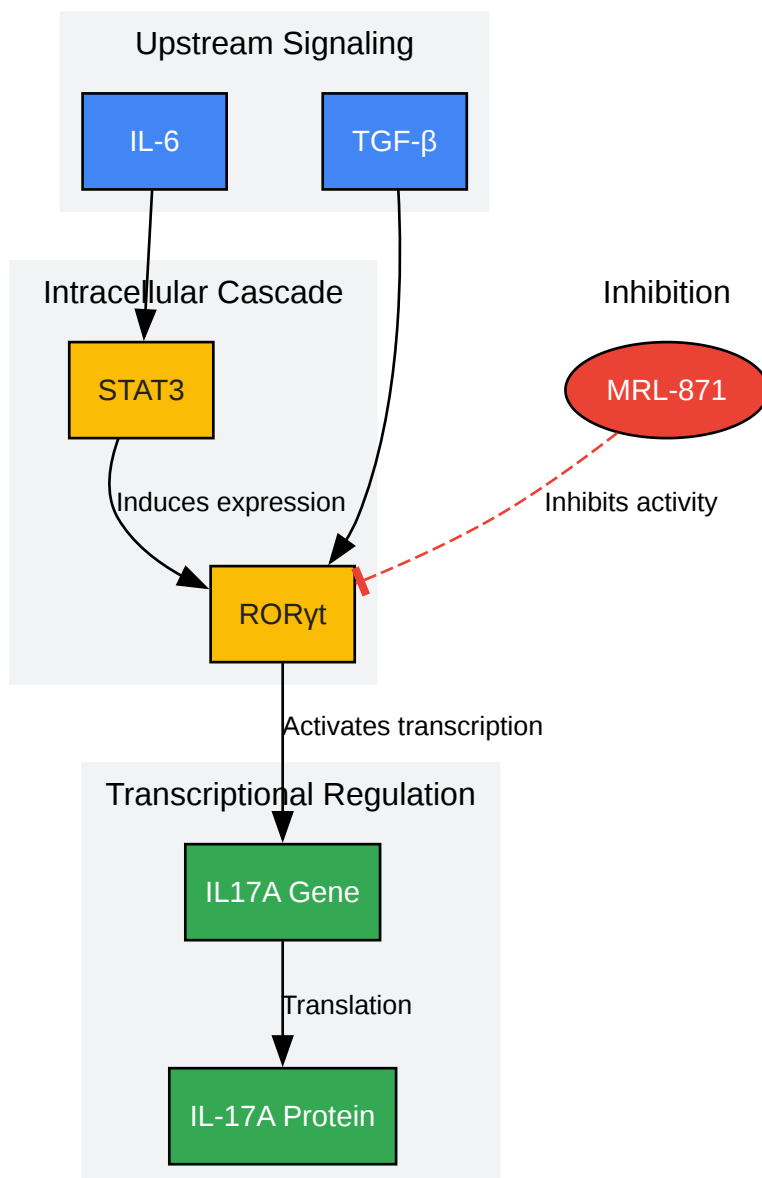 Upstream Signaling
IL-6
TGF-β
Intracellular Cascade
Inhibition
STAT3
MRL-871
Induces expression
Inhibits activity
RORγt
Activates transcription
Transcriptional Regulation
IL17A Gene
Translation
IL-17A Protein